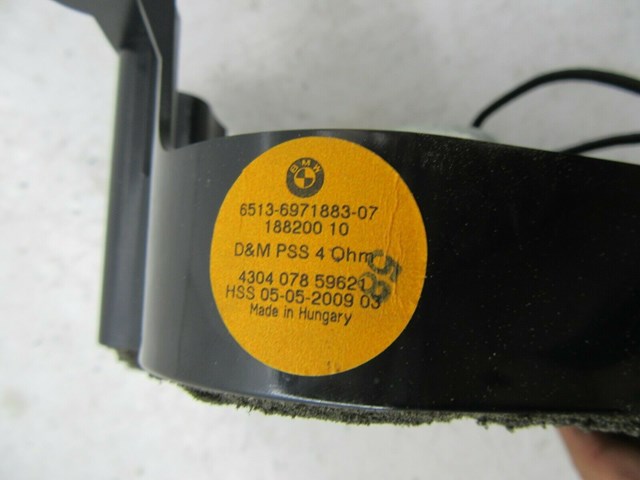 BMW
6513-6971883-07
188200 10
D&M PSS 4 Ohm
4304 078 59621
HSS 05-05-2009 03
Made in Hungary
58